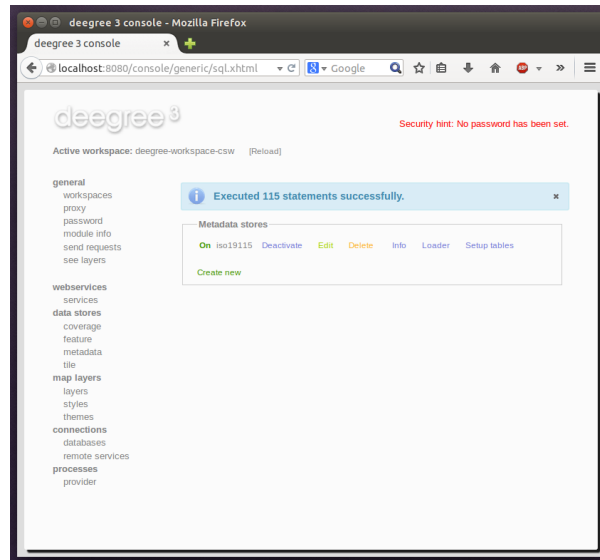 deegree 3 console - Mozilla Firefox
deegree 3 console ×
localhost:8080/console/generic/sql.xhtml Google
deegree 3
Security hint: No password has been set.
Active workspace: deegree-workspace-csw [Reload]
general
workspaces
proxy
password
module info
send requests
see layers
webservices
services
data stores
coverage
feature
metadata
tile
map layers
layers
styles
themes
connections
databases
remote services
processes
provider
Executed 115 statements successfully. ×
Metadata stores
On iso19115 Deactivate Edit Delete Info Loader Setup tables
Create new